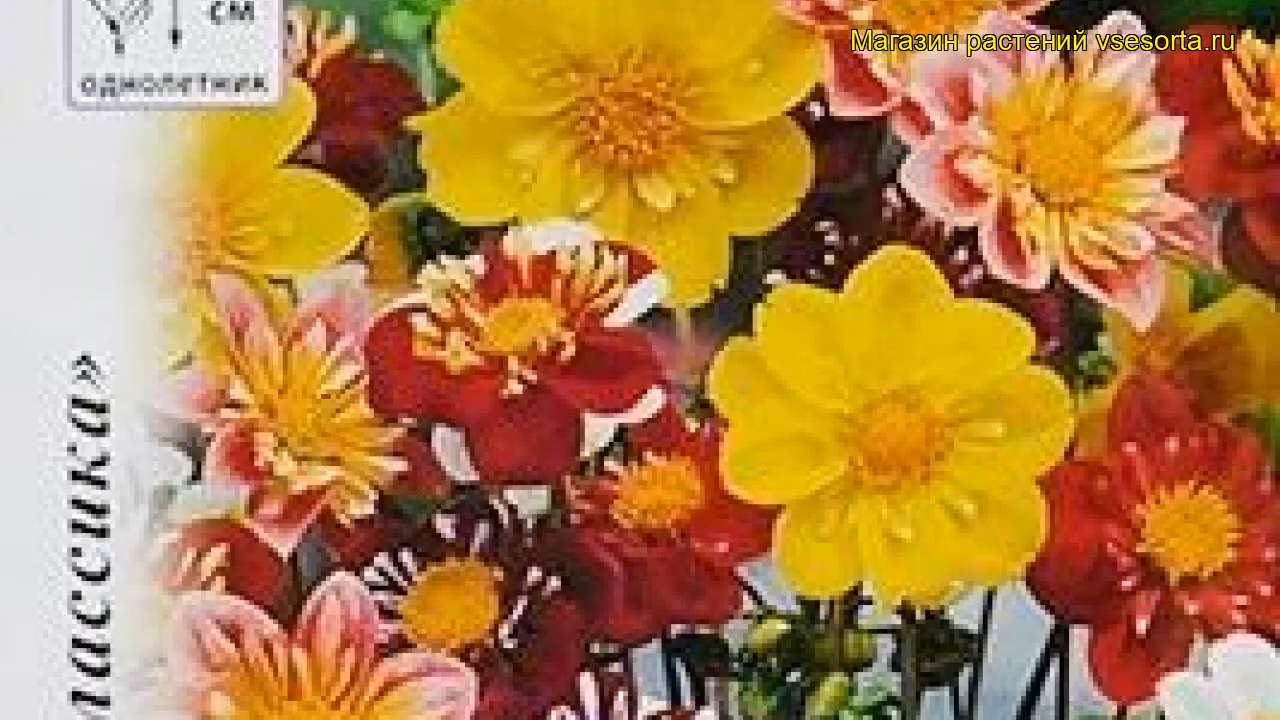 см
однолетник
Магазин растений vsesorta.ru
лассика»